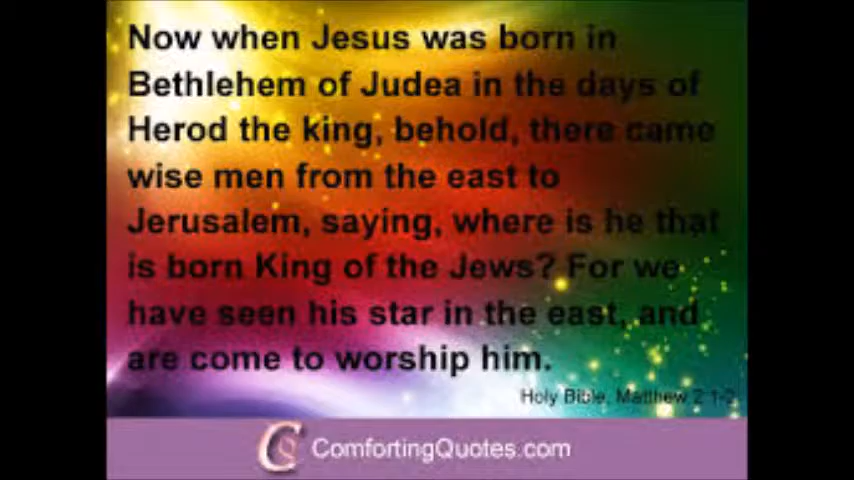 Now when Jesus was born in
Bethlehem of Judea in the days of
Herod the king, behold, there came
wise men from the east to
Jerusalem, saying, where is he that
is born King of the Jews? For we
have seen his star in the east, and
are come to worship him.
Holy Bible, Matthew 2:1-2
ComfortingQuotes.com